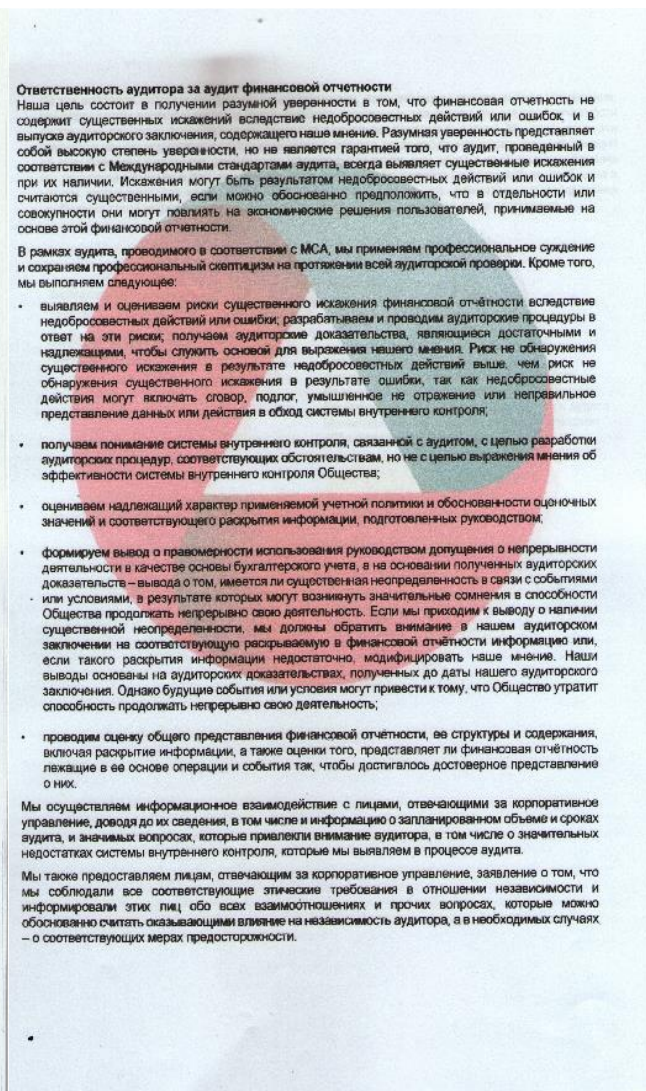 Ответственность аудитора за аудит финансовой отчетности
Наша цель состоит в получении разумной уверенности в том, что финансовая отчетность не
содержит существенных искажений вследствие недобросовестных действий или ошибок, и в
выпуске аудиторского заключения, содержащего наше мнение. Разумная уверенность представляет
собой высокую степень уверенности, но не является гарантией того, что аудит, проведенный в
соответствии с Международными стандартами аудита, всегда выявляет существенные искажения
при их наличии. Искажения могут быть результатом недобросовестных действий или ошибок и
считаются существенными, если можно обоснованно предположить, что в отдельности или
совокупности они могут повлиять на экономические решения пользователей, принимаемые на
основе этой финансовой отчетности.
В рамках аудита, проводимого в соответствии с МСА, мы применяем профессиональное суждение
и сохраняем профессиональный скептицизм на протяжении всей аудиторской проверки. Кроме того,
мы выполняем следующее:
• выявляем и оцениваем риски существенного искажения финансовой отчётности вследствие
недобросовестных действий или ошибки; разрабатываем и проводим аудиторские процедуры в
ответ на эти риски; получаем аудиторские доказательства, являющиеся достаточными и
надлежащими, чтобы служить основой для выражения нашего мнения. Риск не обнаружения
существенного искажения в результате недобросовестных действий выше, чем риск не
обнаружения существенного искажения в результате ошибки, так как недобросовестные
действия могут включать сговор, подлог, умышленное не отражение или неправильное
представление данных или действия в обход системы внутреннего контроля;
• получаем понимание системы внутреннего контроля, связанной с аудитом, с целью разработки
аудиторских процедур, соответствующих обстоятельствам, но не с целью выражения мнения об
эффективности системы внутреннего контроля Общества;
• оцениваем надлежащий характер применяемой учетной политики и обоснованности оценочных
значений и соответствующего раскрытия информации, подготовленных руководством;
• формируем вывод о правомерности использования руководством допущения о непрерывности
деятельности в качестве основы бухгалтерского учета, а на основании полученных аудиторских
доказательств – вывода о том, имеется ли существенная неопределенность в связи с событиями
или условиями, в результате которых могут возникнуть значительные сомнения в способности
Общества продолжать непрерывно свою деятельность. Если мы приходим к выводу о наличии
существенной неопределенности, мы должны обратить внимание в нашем аудиторском
заключении на соответствующую раскрываемую в финансовой отчётности информацию или,
если такого раскрытия информации недостаточно, модифицировать наше мнение. Наши
выводы основаны на аудиторских доказательствах, полученных до даты нашего аудиторского
заключения. Однако будущие события или условия могут привести к тому, что Общество утратит
способность продолжать непрерывно свою деятельность;
• проводим оценку общего представления финансовой отчётности, ее структуры и содержания,
включая раскрытие информации, а также оценки того, представляет ли финансовая отчётность
лежащие в ее основе операции и события так, чтобы достигалось достоверное представление
о них.
Мы осуществляем информационное взаимодействие с лицами, отвечающими за корпоративное
управление, доводя до их сведения, в том числе и информацию о запланированном объеме и сроках
аудита, и значимых вопросах, которые привлекли внимание аудитора, в том числе о значительных
недостатках системы внутреннего контроля, которые мы выявляем в процессе аудита.
Мы также предоставляем лицам, отвечающим за корпоративное управление, заявление о том, что
мы соблюдали все соответствующие этические требования в отношении независимости и
информировали этих лиц обо всех взаимоотношениях и прочих вопросах, которые можно
обоснованно считать оказывающими влияние на независимость аудитора, а в необходимых случаях
– о соответствующих мерах предосторожности.